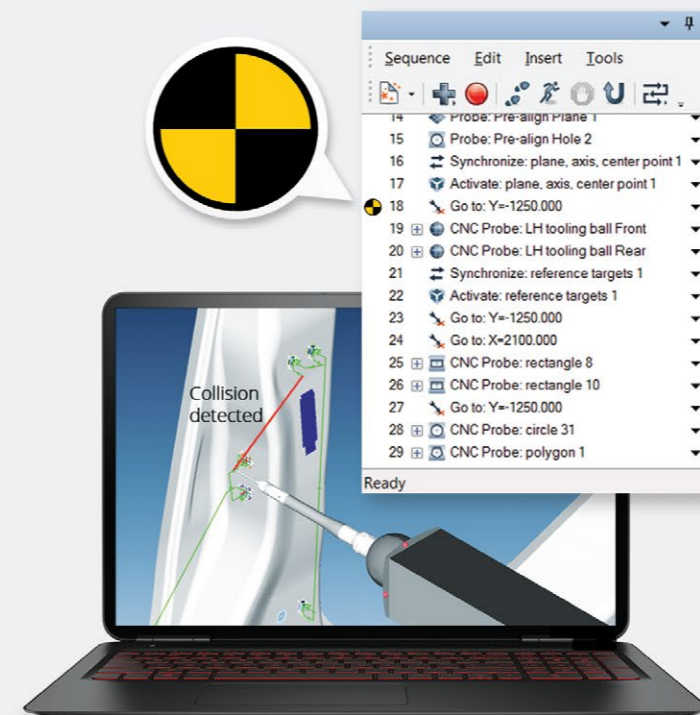 Sequence Edit Insert Tools
14 Probe: Pre-align Plane 1
15 Probe: Pre-align Hole 2
16 Synchronize: plane, axis, center point 1
17 Activate: plane, axis, center point 1
18 Go to: Y=-1250.000
19 CNC Probe: LH tooling ball Front
20 CNC Probe: LH tooling ball Rear
21 Synchronize: reference targets 1
22 Activate: reference targets 1
23 Go to: Y=-1250.000
24 Go to: X=2100.000
25 CNC Probe: rectangle 8
26 CNC Probe: rectangle 10
27 Go to: Y=-1250.000
28 CNC Probe: circle 31
29 CNC Probe: polygon 1
Ready
Collision
detected